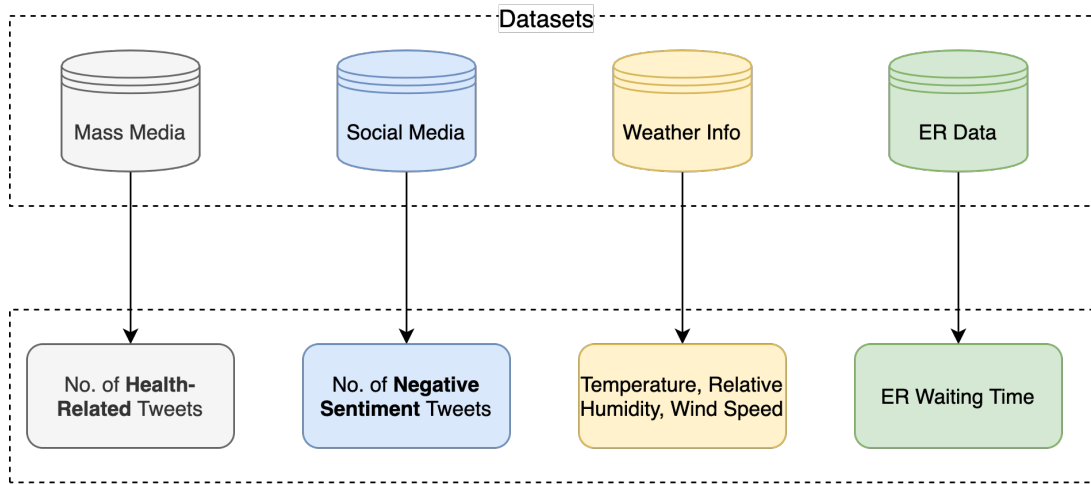 Datasets
Mass Media
Social Media
Weather Info
ER Data
No. of Health-
Related Tweets
No. of Negative
Sentiment Tweets
Temperature, Relative
Humidity, Wind Speed
ER Waiting Time